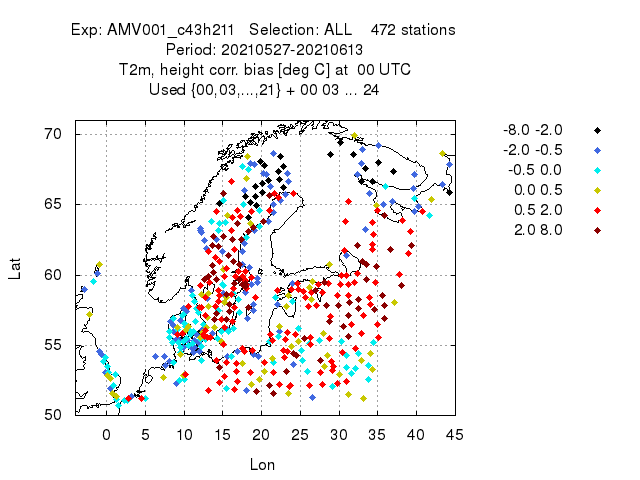 Exp: AMV001_c43h211 Selection: ALL 472 stations
Period: 20210527-20210613
T2m, height corr. bias [deg C] at 00 UTC
Used {00,03,...,21} + 00 03 ... 24
-8.0 -2.0
-2.0 -0.5
-0.5 0.0
0.0 0.5
0.5 2.0
2.0 8.0
70
65
60
55
50
Lat
0 5 10 15 20 25 30 35 40 45
Lon